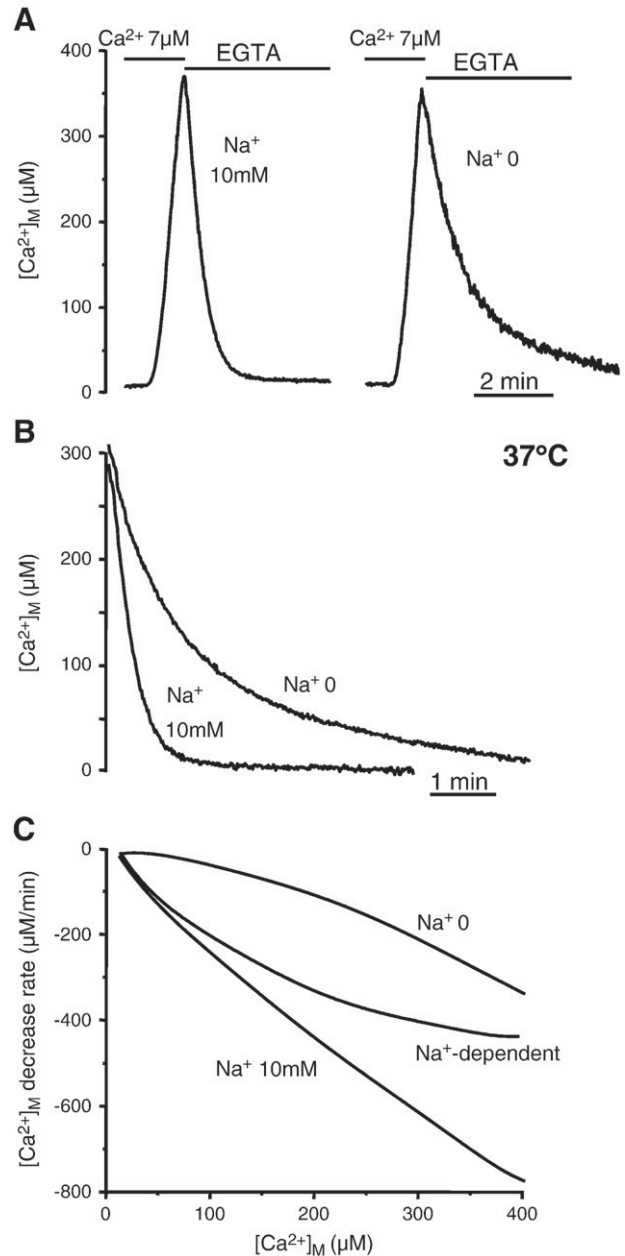 A
Ca²⁺ 7µM
EGTA
Ca²⁺ 7µM
EGTA
400
300
200
100
0
[Ca²⁺]M (µM)
Na⁺
10mM
Na⁺ 0
2 min
B
37°C
300
200
100
0
[Ca²⁺]M (µM)
Na⁺
10mM
Na⁺ 0
1 min
C
0
-200
-400
-600
-800
[Ca²⁺]M decrease rate (µM/min)
Na⁺ 0
Na⁺-dependent
Na⁺ 10mM
0
100
200
300
400
[Ca²⁺]M (µM)